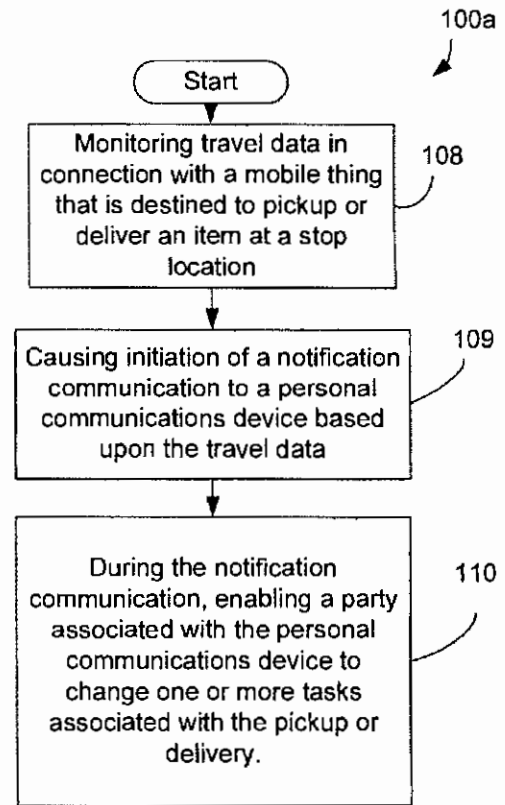 100a
Start
Monitoring travel data in
connection with a mobile thing
that is destined to pickup or
deliver an item at a stop
location
108
Causing initiation of a notification
communication to a personal
communications device based
upon the travel data
109
During the notification
communication, enabling a party
associated with the personal
communications device to
change one or more tasks
associated with the pickup or
delivery.
110